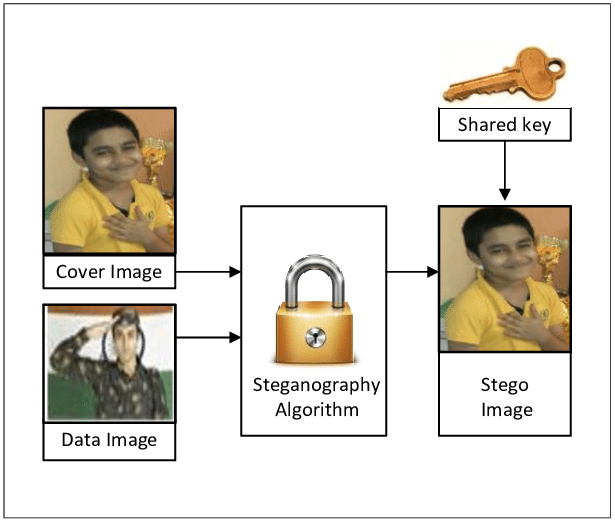 Shared key
Cover Image
Data Image
Steganography
Algorithm
Stego
Image